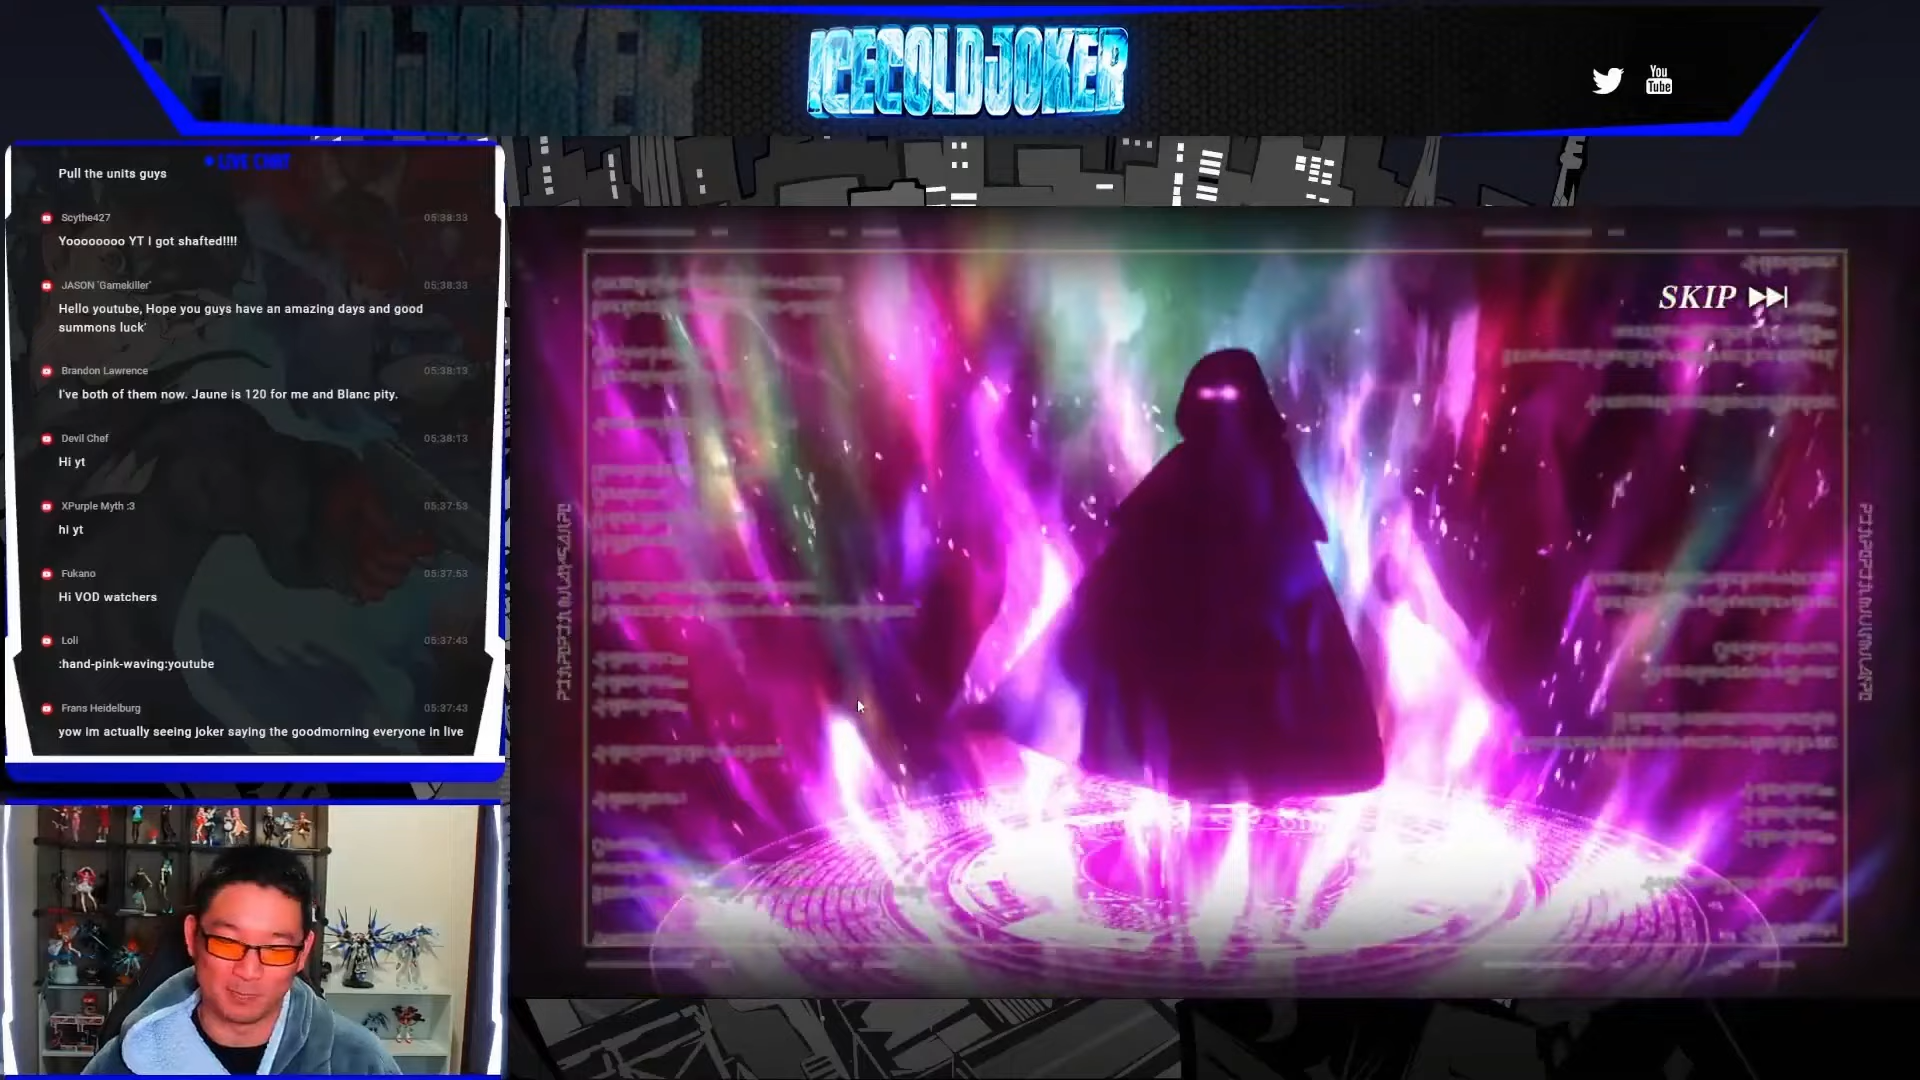 ICECOLDJOKER
You
Tube
LIVE CHAT
Pull the units guys
Scythe427 05:38:33
Yoooooooo YT I got shafted!!!!
JASON 'Gamekiller' 05:38:33
Hello youtube, Hope you guys have an amazing days and good
summons luck'
Brandon Lawrence 05:38:13
I've both of them now. Jaune is 120 for me and Blanc pity.
Devil Chef 05:38:13
Hi yt
XPurple Myth :3 05:37:53
hi yt
Fukano 05:37:53
Hi VOD watchers
Loli 05:37:43
:hand-pink-waving:youtube
Frans Heidelburg 05:37:43
yow im actually seeing joker saying the goodmorning everyone in live
SKIP